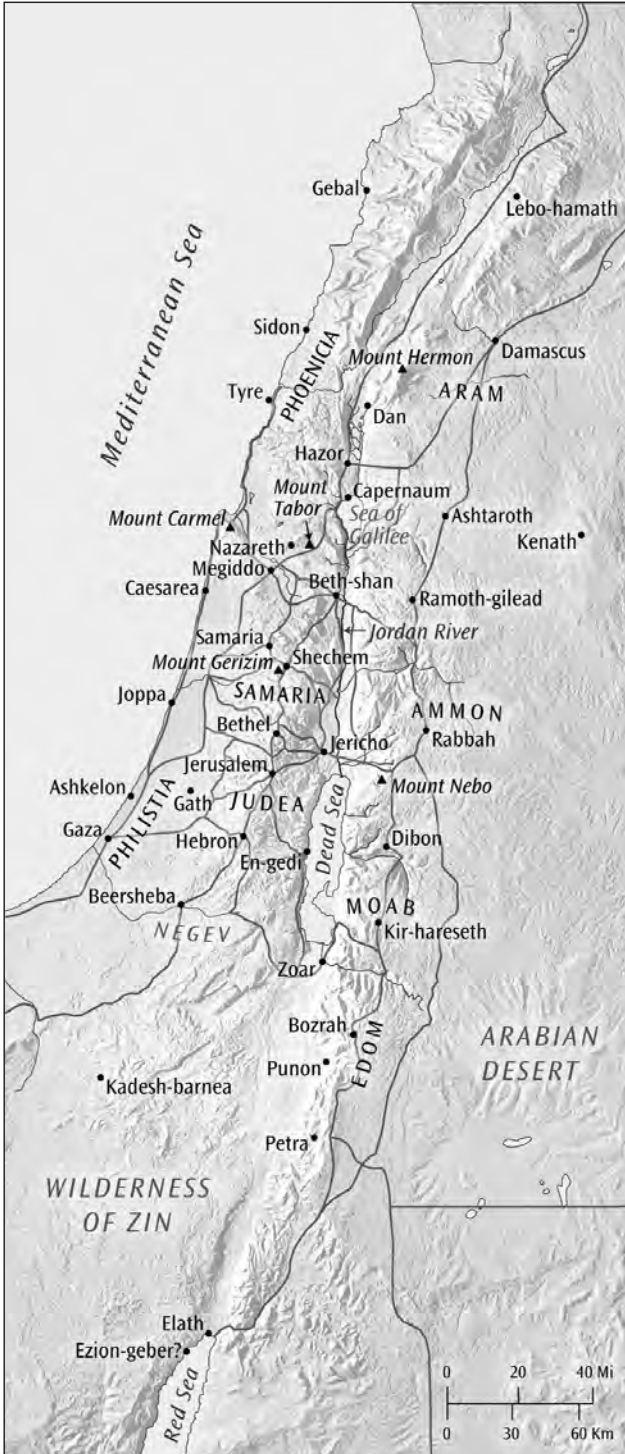 Gebal
Lebo-hamath
Mediterranean Sea
Sidon
PHOENICIA
Mount Hermon
Damascus
Tyre
ARAM
Dan
Hazor
Mount
Tabor
Capernaum
Sea of
Galilee
Mount Carmel
Ashtaroth
Nazareth
Kenath
Megiddo
Beth-shan
Caesarea
Ramoth-gilead
Jordan River
Samaria
Shechem
Mount Gerizim
SAMARIA
Joppa
AMMON
Bethel
Rabbah
Jericho
Jerusalem
Mount Nebo
Ashkelon
Gath
JUDEA
PHILISTIA
Dead Sea
Gaza
Hebron
Dibon
En-gedi
Beersheba
MOAB
NEGEV
Kir-hareseth
Zoar
Bozrah
EDOM
ARABIAN
DESERT
Punon
Kadesh-barnea
Petra
WILDERNESS
OF ZIN
Elath
Ezion-geber?
Red Sea
0 20 40 Mi
0 30 60 Km